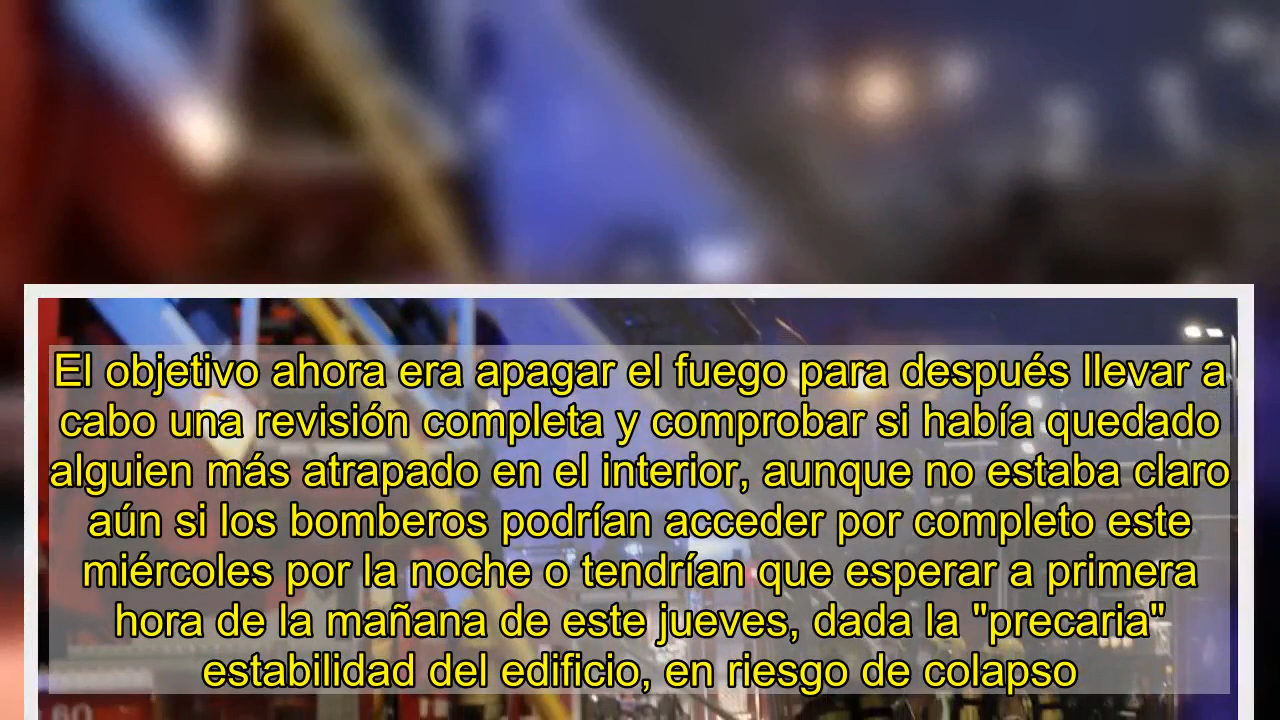 El objetivo ahora era apagar el fuego para después llevar a
cabo una revisión completa y comprobar si había quedado
alguien más atrapado en el interior, aunque no estaba claro
aún si los bomberos podrían acceder por completo este
miércoles por la noche o tendrían que esperar a primera
hora de la mañana de este jueves, dada la "precaria"
estabilidad del edificio, en riesgo de colapso